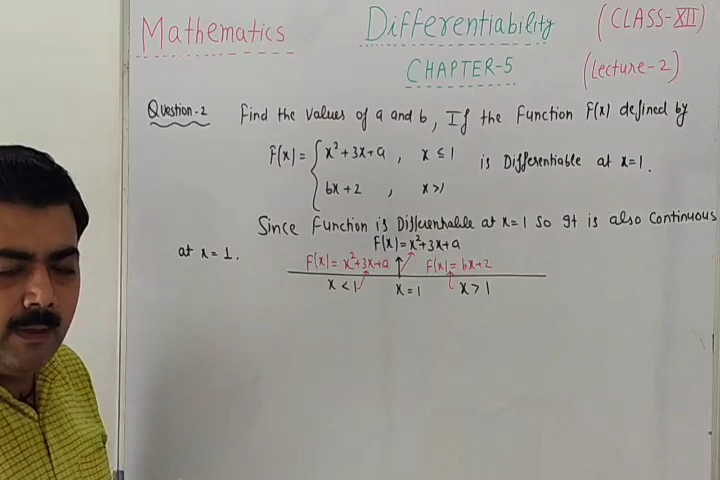 Mathematics Differentiability (CLASS-XII)
CHAPTER-5 (Lecture-2)
Question-2 Find the Values of a and b, If the Function F(x) defined by
F(x) = { x²+3x+a , x ≤ 1 is Differentiable at x=1.
bx+2 , x>1
Since Function is Differentiable at x=1 So It is also Continuous
at x = 1. F(x)=x²+3x+a
F(x)= x²+3x+a F(x)= bx+2
x<1 x=1 x>1